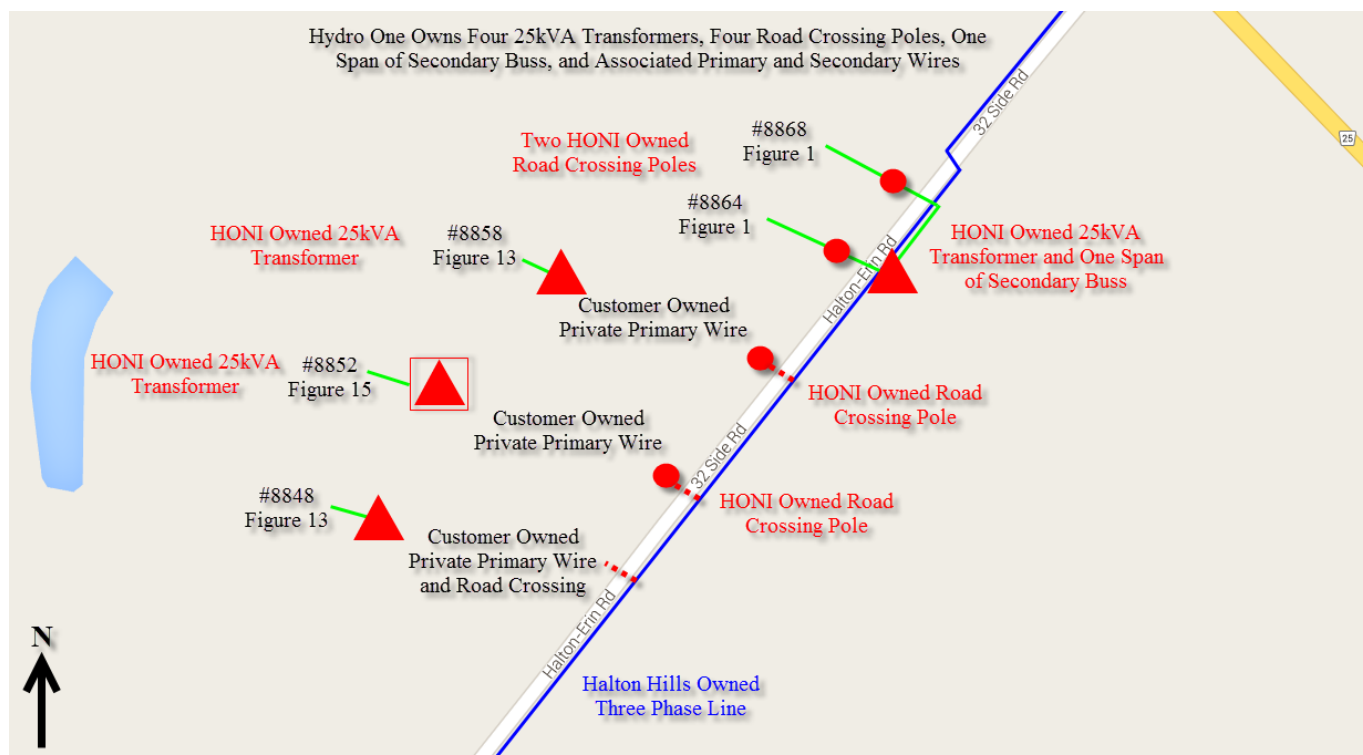 Hydro One Owns Four 25kVA Transformers, Four Road Crossing Poles, One
Span of Secondary Buss, and Associated Primary and Secondary Wires
32 Side Rd
25
#8868
Figure 1
Two HONI Owned
Road Crossing Poles
#8864
Figure 1
HONI Owned 25kVA
Transformer
#8858
Figure 13
HONI Owned 25kVA
Transformer and One Span
of Secondary Buss
Halton-Erin Rd
Customer Owned
Private Primary Wire
HONI Owned 25kVA
Transformer
#8852
Figure 15
HONI Owned Road
Crossing Pole
Customer Owned
Private Primary Wire
32 Side Rd
#8848
Figure 13
HONI Owned Road
Crossing Pole
Customer Owned
Private Primary Wire
and Road Crossing
Halton-Erin Rd
N
Halton Hills Owned
Three Phase Line